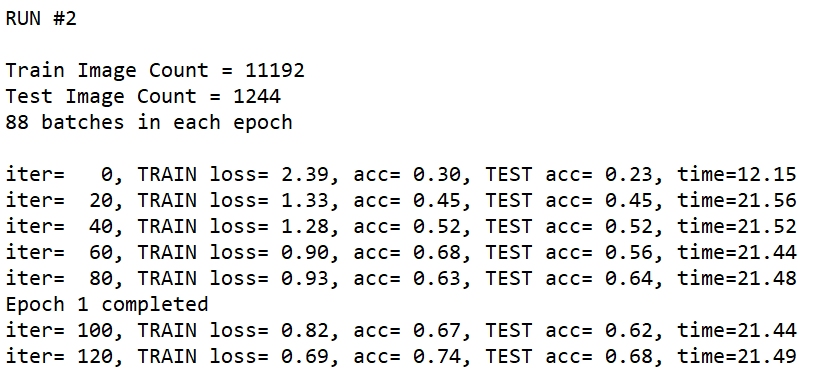 RUN #2
Train Image Count = 11192
Test Image Count = 1244
88 batches in each epoch
iter=   0, TRAIN loss= 2.39, acc= 0.30, TEST acc= 0.23, time=12.15
iter=  20, TRAIN loss= 1.33, acc= 0.45, TEST acc= 0.45, time=21.56
iter=  40, TRAIN loss= 1.28, acc= 0.52, TEST acc= 0.52, time=21.52
iter=  60, TRAIN loss= 0.90, acc= 0.68, TEST acc= 0.56, time=21.44
iter=  80, TRAIN loss= 0.93, acc= 0.63, TEST acc= 0.64, time=21.48
Epoch 1 completed
iter= 100, TRAIN loss= 0.82, acc= 0.67, TEST acc= 0.62, time=21.44
iter= 120, TRAIN loss= 0.69, acc= 0.74, TEST acc= 0.68, time=21.49